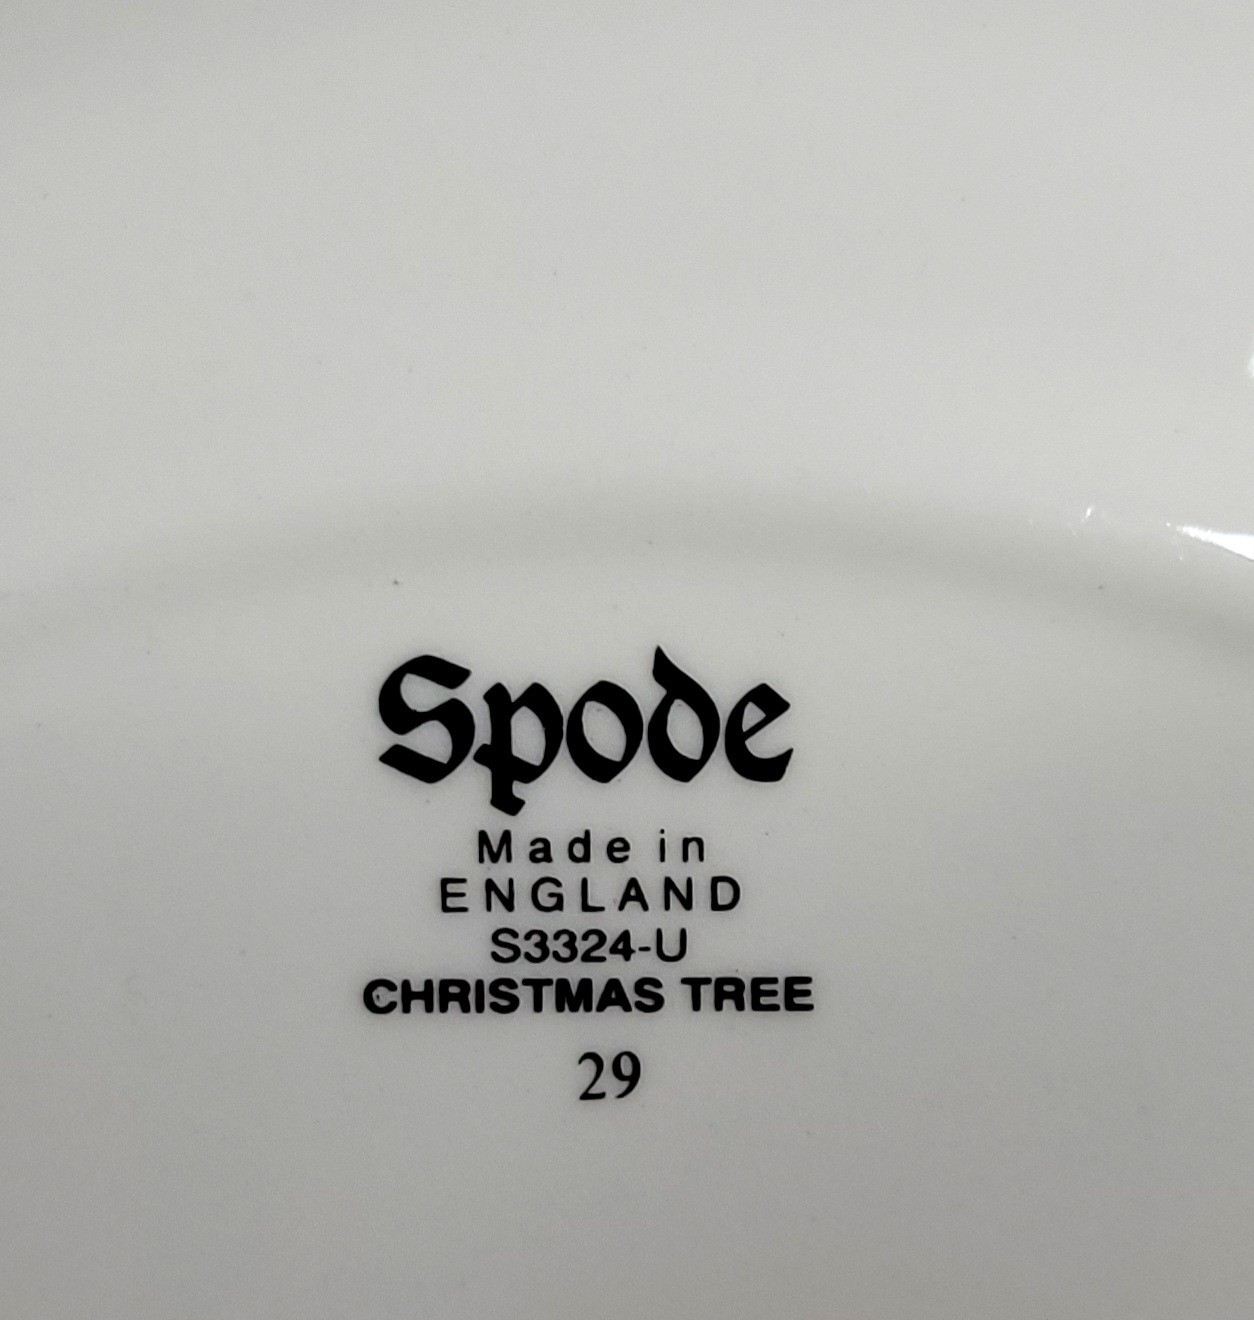 Spode
Made in
ENGLAND
S3324-U
CHRISTMAS TREE
29